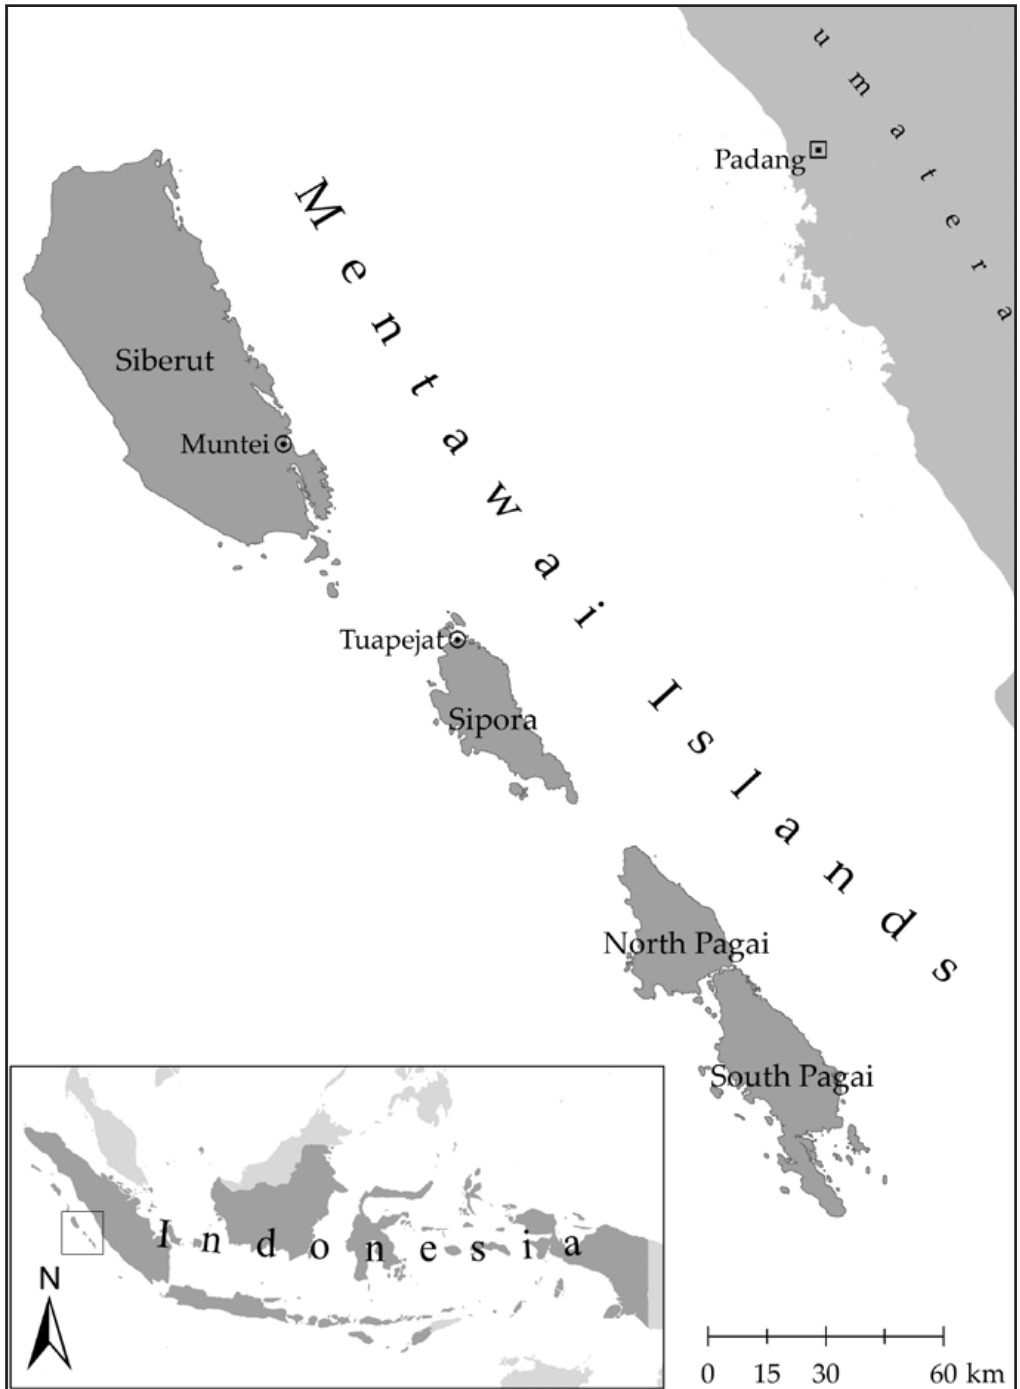 umatera
Padang
Mentawai Islands
Siberut
Muntei
Tuapejat
Sipora
North Pagai
South Pagai
Indonesia
N
0 15 30 60 km